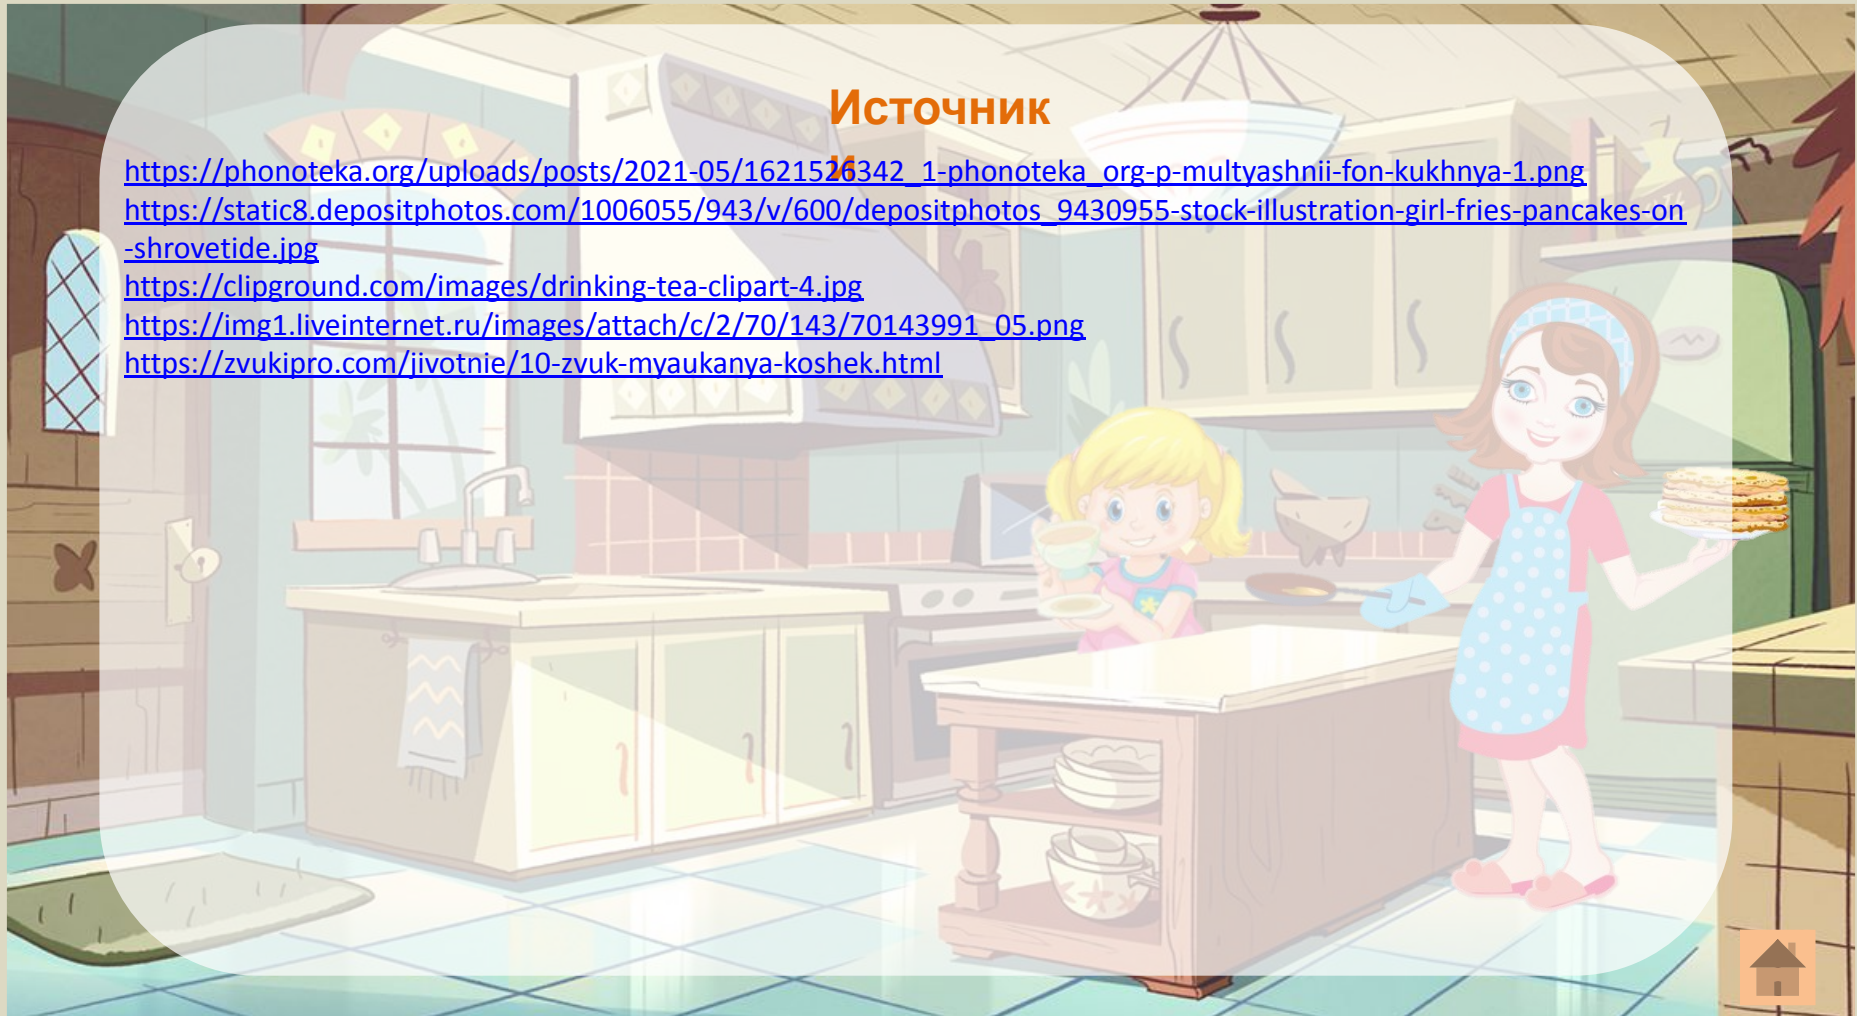 Источник
и
https://phonoteka.org/uploads/posts/2021-05/1621526342_1-phonoteka_org-p-multyashnii-fon-kukhnya-1.png
https://static8.depositphotos.com/1006055/943/v/600/depositphotos_9430955-stock-illustration-girl-fries-pancakes-on
-shrovetide.jpg
https://clipground.com/images/drinking-tea-clipart-4.jpg
https://img1.liveinternet.ru/images/attach/c/2/70/143/70143991_05.png
https://zvukipro.com/jivotnie/10-zvuk-myaukanya-koshek.html